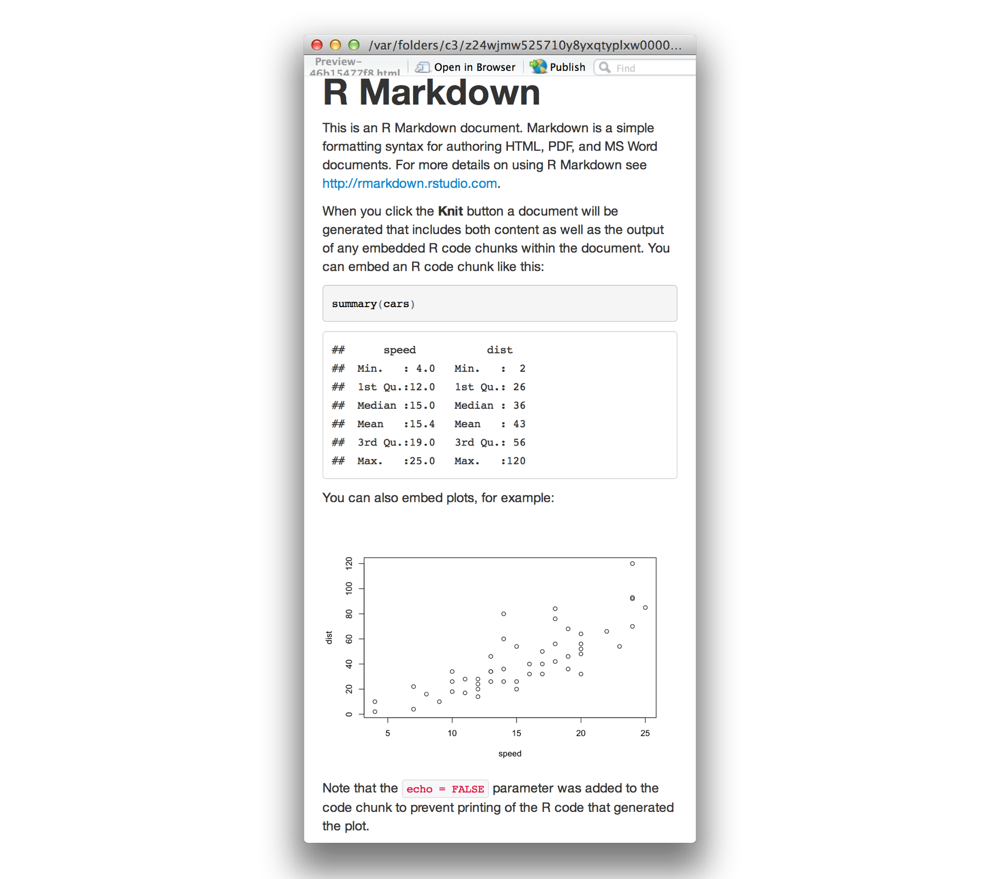 /var/folders/c3/z24wjmw525710y8yxqtyplxw0000...
Preview-
46b15477f8.html
Open in Browser
Publish
Find
R Markdown
This is an R Markdown document. Markdown is a simple
formatting syntax for authoring HTML, PDF, and MS Word
documents. For more details on using R Markdown see
http://rmarkdown.rstudio.com.
When you click the Knit button a document will be
generated that includes both content as well as the output
of any embedded R code chunks within the document. You
can embed an R code chunk like this:
summary(cars)
##      speed           dist
##  Min.   : 4.0   Min.   :  2
##  1st Qu.:12.0   1st Qu.: 26
##  Median :15.0   Median : 36
##  Mean   :15.4   Mean   : 43
##  3rd Qu.:19.0   3rd Qu.: 56
##  Max.   :25.0   Max.   :120
You can also embed plots, for example:
120
100
80
60
40
20
0
dist
5 10 15 20 25
speed
Note that the echo = FALSE parameter was added to the
code chunk to prevent printing of the R code that generated
the plot.